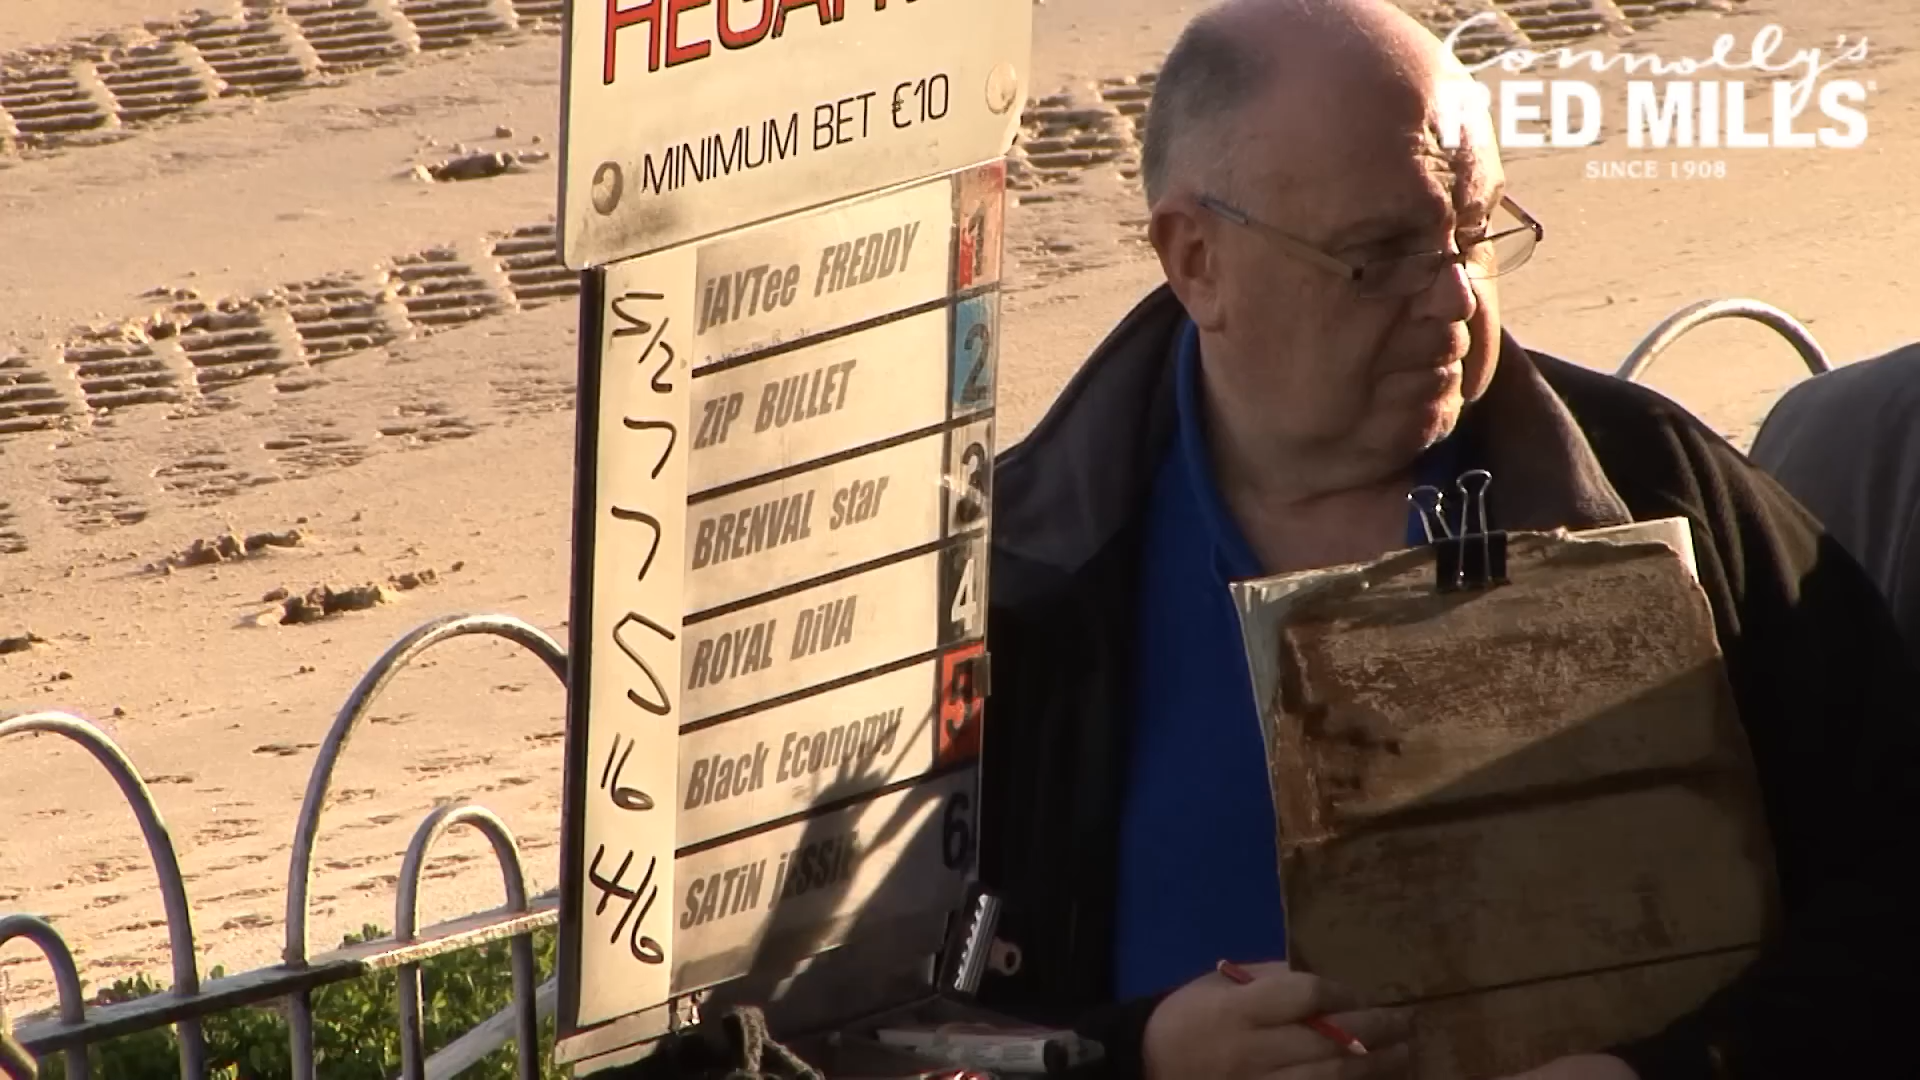 Connolly's
RED MILLS
SINCE 1908
MINIMUM BET €10
5/2 jAYTee FREDDY 1
7 ZiP BULLET 2
7 BRENVAL star 3
5 ROYAL DiVA 4
16 Black Economy 5
4/6 SATiN jESSiE 6